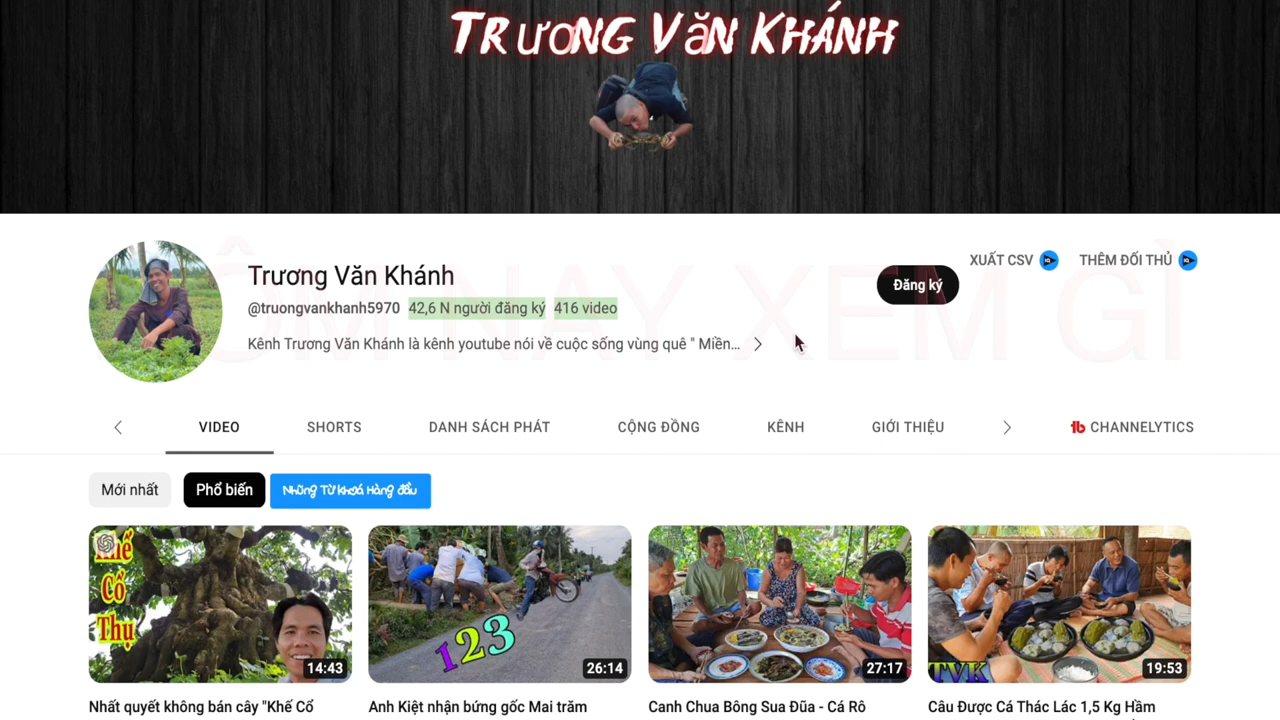 Trương Văn Khánh
Trương Văn Khánh
@truongvankhanh5970 42,6 N người đăng ký 416 video
Kênh Trương Văn Khánh là kênh youtube nói về cuộc sống vùng quê " Miền...
Đăng ký
XUẤT CSV
THÊM ĐỐI THỦ
ÔM NAY XEM GÌ
VIDEO
SHORTS
DANH SÁCH PHÁT
CỘNG ĐỒNG
KÊNH
GIỚI THIỆU
CHANNELYTICS
Mới nhất
Phổ biến
Những Từ Khoá Hàng đầu
Khế
Cổ
Thụ
14:43
123
26:14
27:17
TVK
19:53
Nhất quyết không bán cây "Khế Cổ
Anh Kiệt nhận bứng gốc Mai trăm
Canh Chua Bông Sua Đũa - Cá Rô
Câu Được Cá Thác Lác 1,5 Kg Hầm